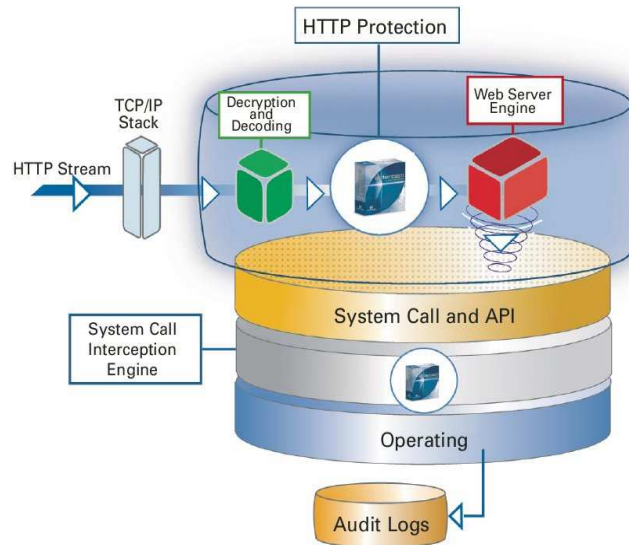 HTTP Protection
TCP/IP
Stack
Decryption
and
Decoding
Web Server
Engine
HTTP Stream
System Call and API
System Call
Interception
Engine
Operating
Audit Logs